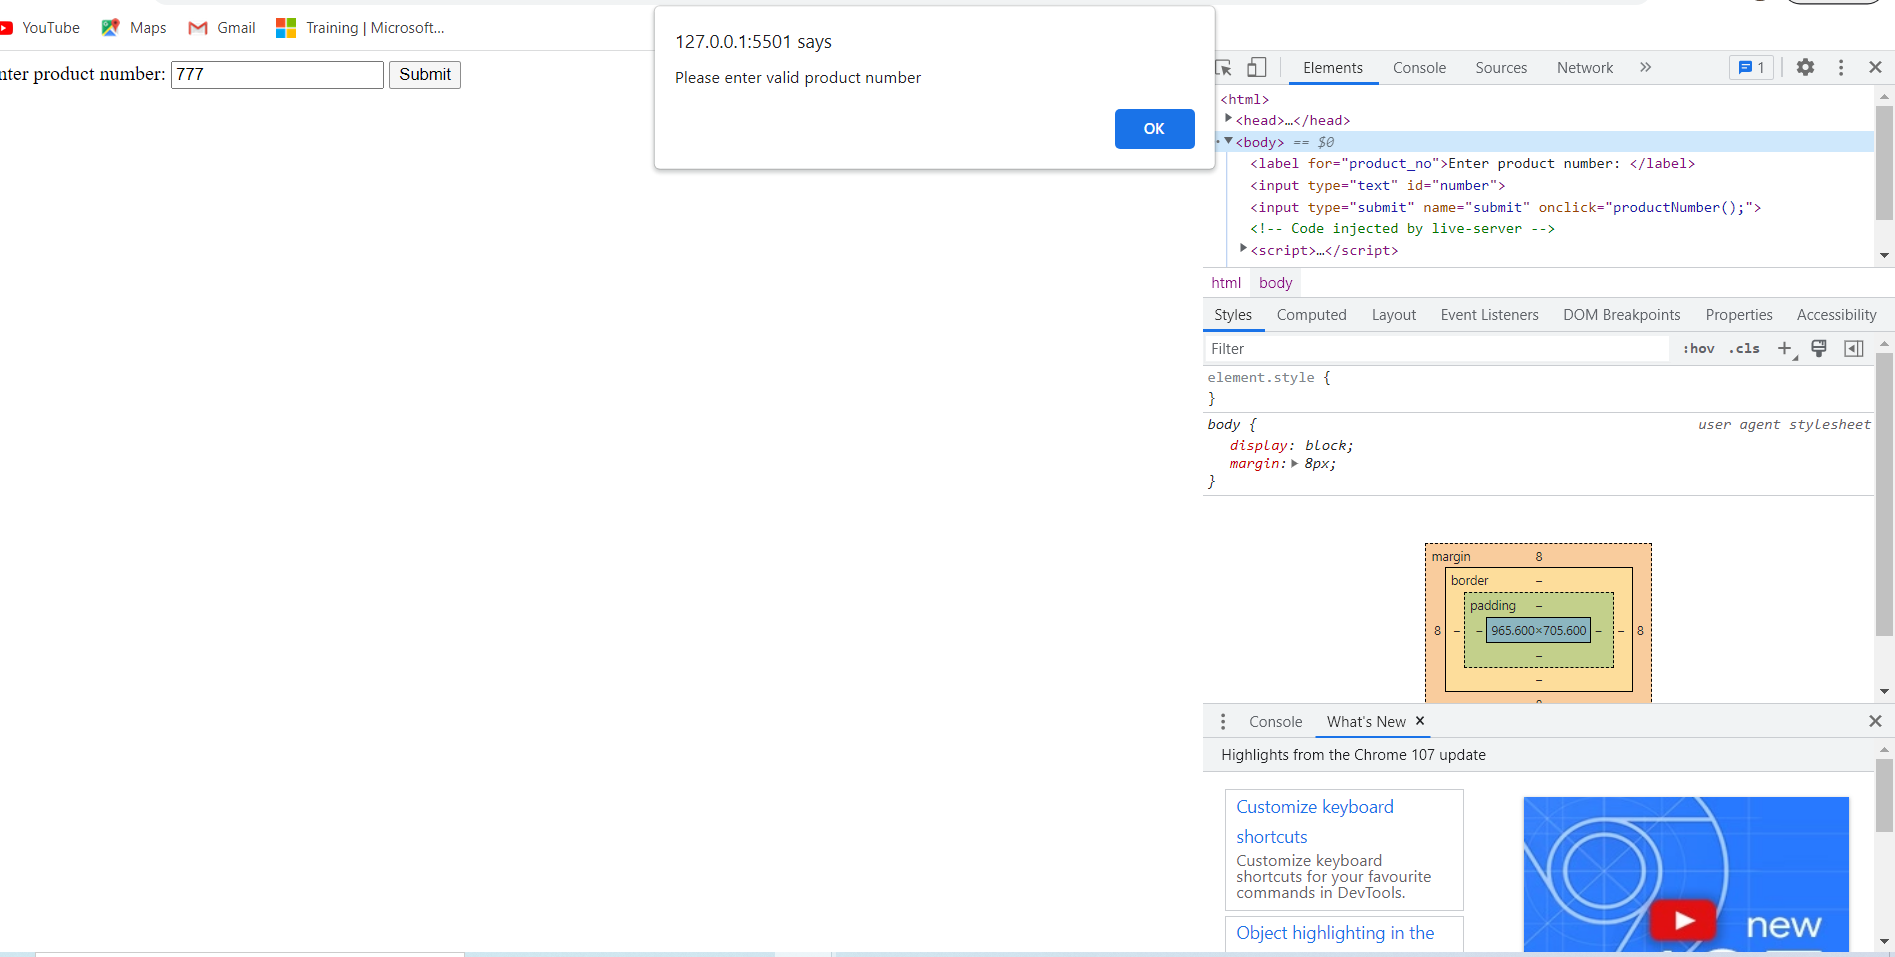 YouTube Maps Gmail Training | Microsoft...
127.0.0.1:5501 says
Please enter valid product number
OK
nter product number: 777 Submit
Elements Console Sources Network » 1
<html>
<head>…</head>
<body> == $0
<label for="product_no">Enter product number: </label>
<input type="text" id="number">
<input type="submit" name="submit" onclick="productNumber();">
<!-- Code injected by live-server -->
<script>…</script>
html body
Styles Computed Layout Event Listeners DOM Breakpoints Properties Accessibility
Filter :hov .cls +
element.style {
}
body { user agent stylesheet
display: block;
margin: 8px;
}
margin 8
border –
padding –
8 – – 965.600×705.600 – – 8
–
–
Console What's New ×
Highlights from the Chrome 107 update
Customize keyboard
shortcuts
Customize keyboard
shortcuts for your favourite
commands in DevTools.
Object highlighting in the
new